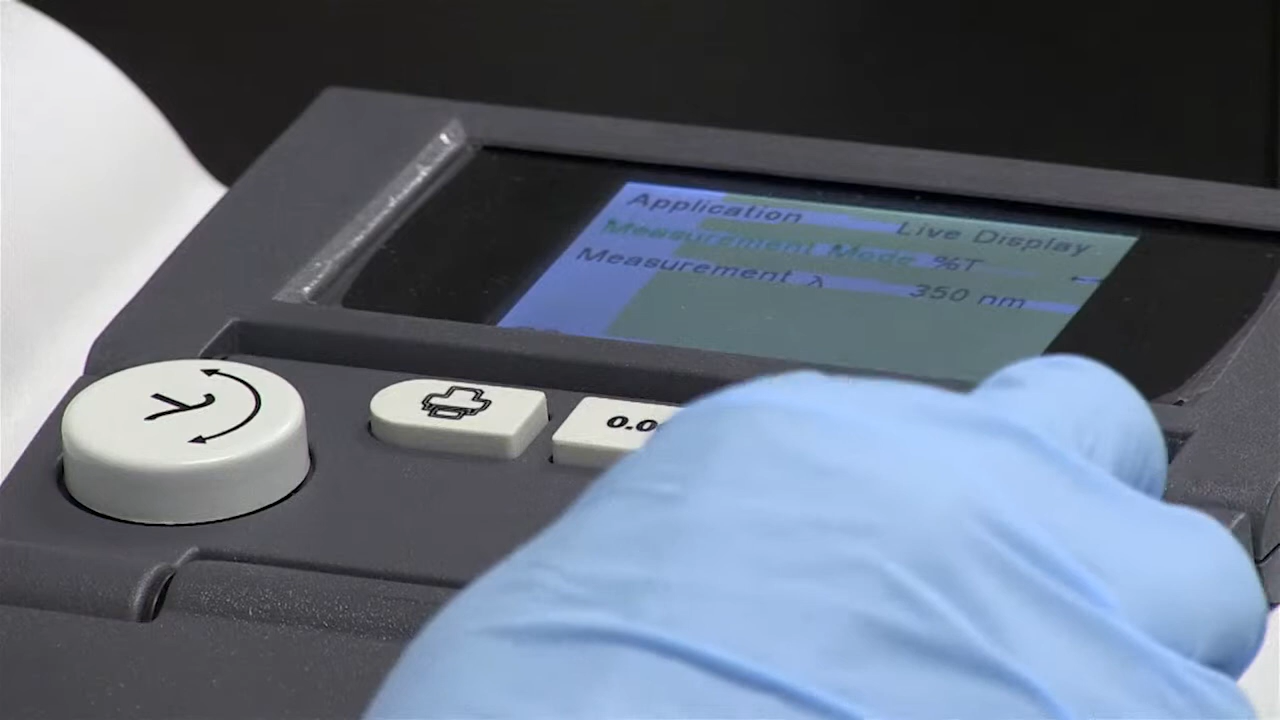 Application Live Display
Measurement Mode %T
Measurement λ 350 nm
λ
0.0